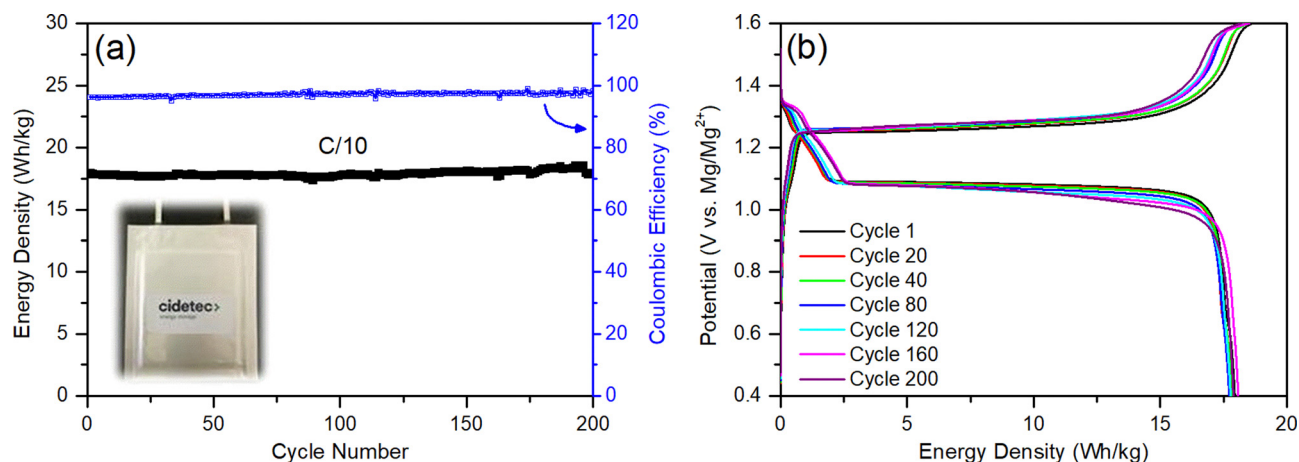 (a)
30
25
20
15
10
5
0
Energy Density (Wh/kg)
120
100
80
60
40
20
0
Coulombic Efficiency (%)
C/10
cidetec>
energy storage
0 50 100 150 200
Cycle Number
(b)
1.6
1.4
1.2
1.0
0.8
0.6
0.4
Potential (V vs. Mg/Mg²⁺)
Cycle 1
Cycle 20
Cycle 40
Cycle 80
Cycle 120
Cycle 160
Cycle 200
0 5 10 15 20
Energy Density (Wh/kg)